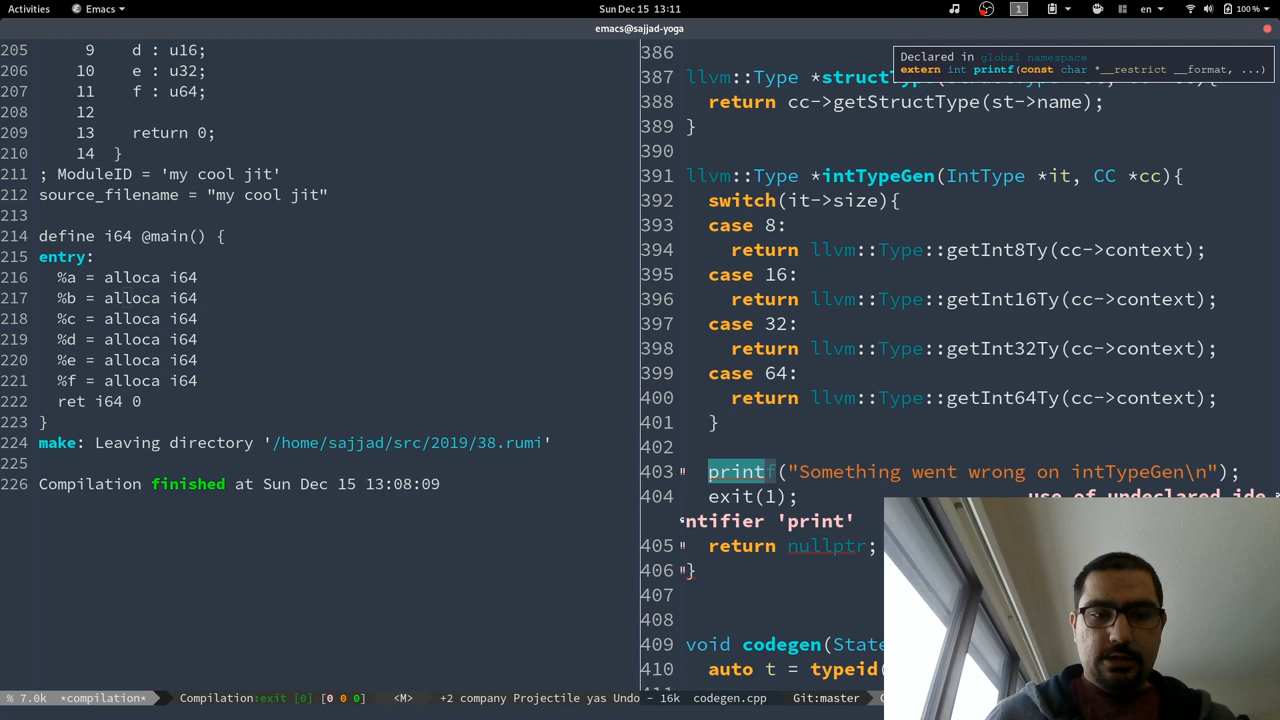 Activities Emacs Sun Dec 15 13:11 1 en 100 %
emacs@sajjad-yoga
205 9 d : u16;
206 10 e : u32;
207 11 f : u64;
208 12
209 13 return 0;
210 14 }
211 ; ModuleID = 'my cool jit'
212 source_filename = "my cool jit"
213
214 define i64 @main() {
215 entry:
216 %a = alloca i64
217 %b = alloca i64
218 %c = alloca i64
219 %d = alloca i64
220 %e = alloca i64
221 %f = alloca i64
222 ret i64 0
223 }
224 make: Leaving directory '/home/sajjad/src/2019/38.rumi'
225
226 Compilation finished at Sun Dec 15 13:08:09
% 7.0k *compilation* Compilation:exit [0] [0 0 0] <M> +2 company Projectile yas Undo
386
Declared in global namespace
extern int printf(const char *__restrict __format, ...)
387 llvm::Type *struct
388 return cc->getStructType(st->name);
389 }
390
391 llvm::Type *intTypeGen(IntType *it, CC *cc){
392 switch(it->size){
393 case 8:
394 return llvm::Type::getInt8Ty(cc->context);
395 case 16:
396 return llvm::Type::getInt16Ty(cc->context);
397 case 32:
398 return llvm::Type::getInt32Ty(cc->context);
399 case 64:
400 return llvm::Type::getInt64Ty(cc->context);
401 }
402
403 printf("Something went wrong on intTypeGen\n");
404 exit(1); use of undeclared ide
ntifier 'print'
405 return nullptr;
406 }
407
408
409 void codegen(State
410 auto t = typeid(
- 16k codegen.cpp Git:master